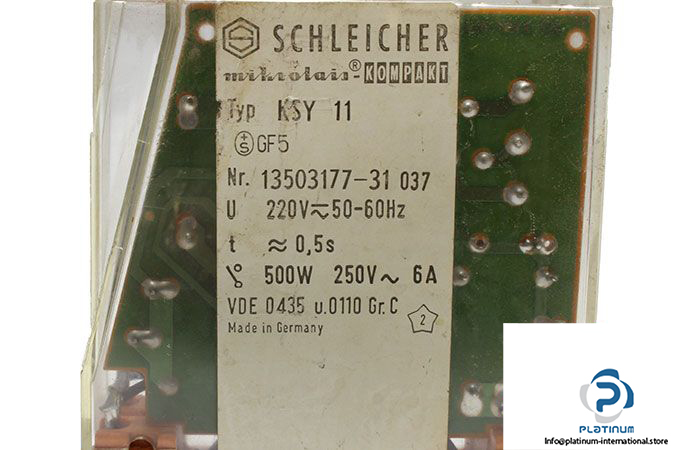 SCHLEICHER
mikrolais®-KOMPAKT
Typ KSY 11
+S GF5
Nr. 13503177-31 037
U 220V≂50-60Hz
t ≈ 0,5s
500W 250V~ 6A
VDE 0435 u.0110 Gr.C 2
Made in Germany
P
PLATINUM
info@platinum-international.store